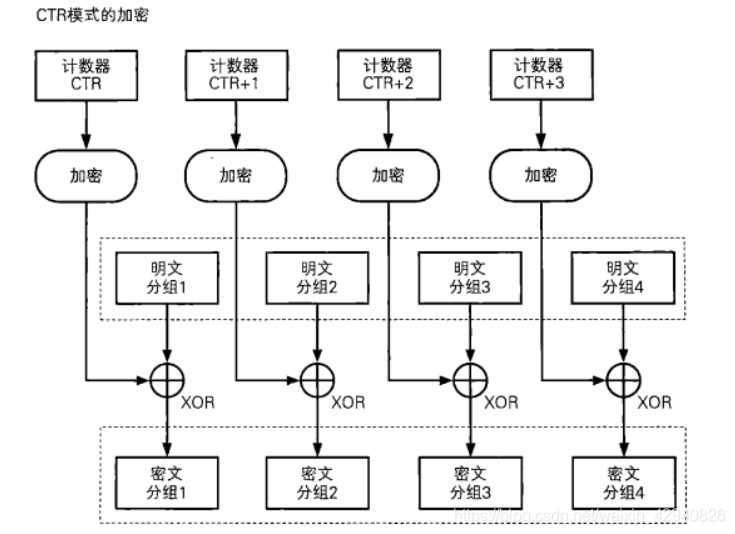 CTR模式的加密
计数器
CTR
计数器
CTR+1
计数器
CTR+2
计数器
CTR+3
加密
加密
加密
加密
明文
分组1
明文
分组2
明文
分组3
明文
分组4
XOR
XOR
XOR
XOR
密文
分组1
密文
分组2
密文
分组3
密文
分组4
https://blog.csdn.net/weixin_42940826